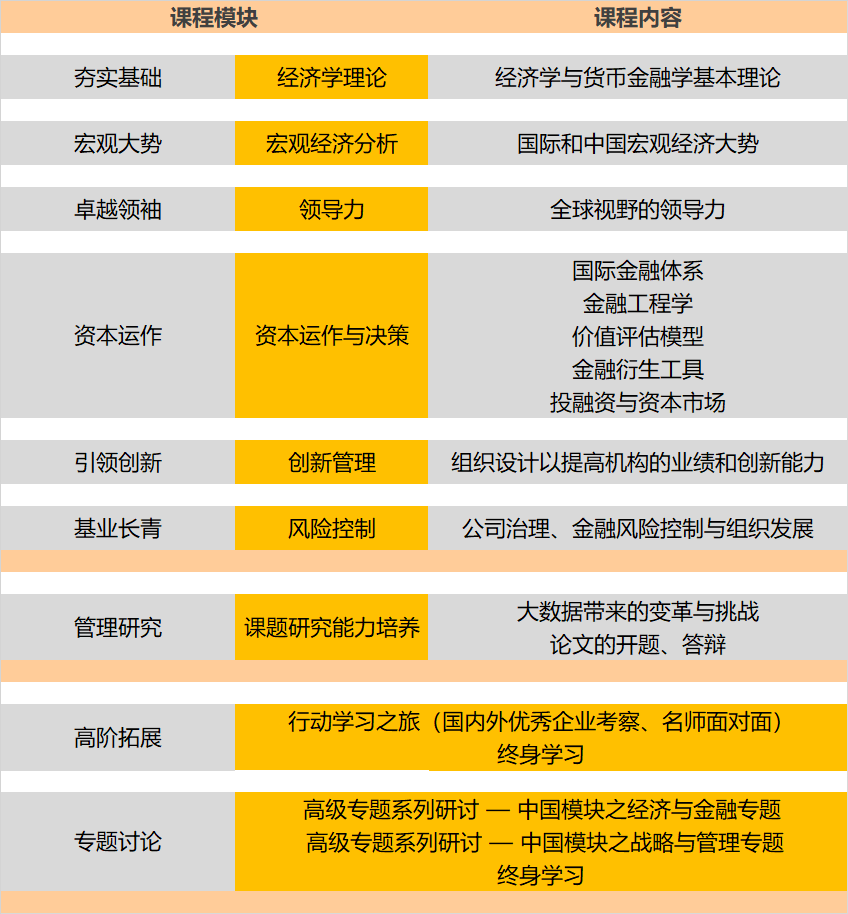 课程模块 课程内容
夯实基础 经济学理论 经济学与货币金融学基本理论
宏观大势 宏观经济分析 国际和中国宏观经济大势
卓越领袖 领导力 全球视野的领导力
国际金融体系
金融工程学
资本运作 资本运作与决策 价值评估模型
金融衍生工具
投融资与资本市场
引领创新 创新管理 组织设计以提高机构的业绩和创新能力
基业长青 风险控制 公司治理、金融风险控制与组织发展
管理研究 课题研究能力培养 大数据带来的变革与挑战
论文的开题、答辩
高阶拓展 行动学习之旅（国内外优秀企业考察、名师面对面）
终身学习
高级专题系列研讨 — 中国模块之经济与金融专题
专题讨论 高级专题系列研讨 — 中国模块之战略与管理专题
终身学习